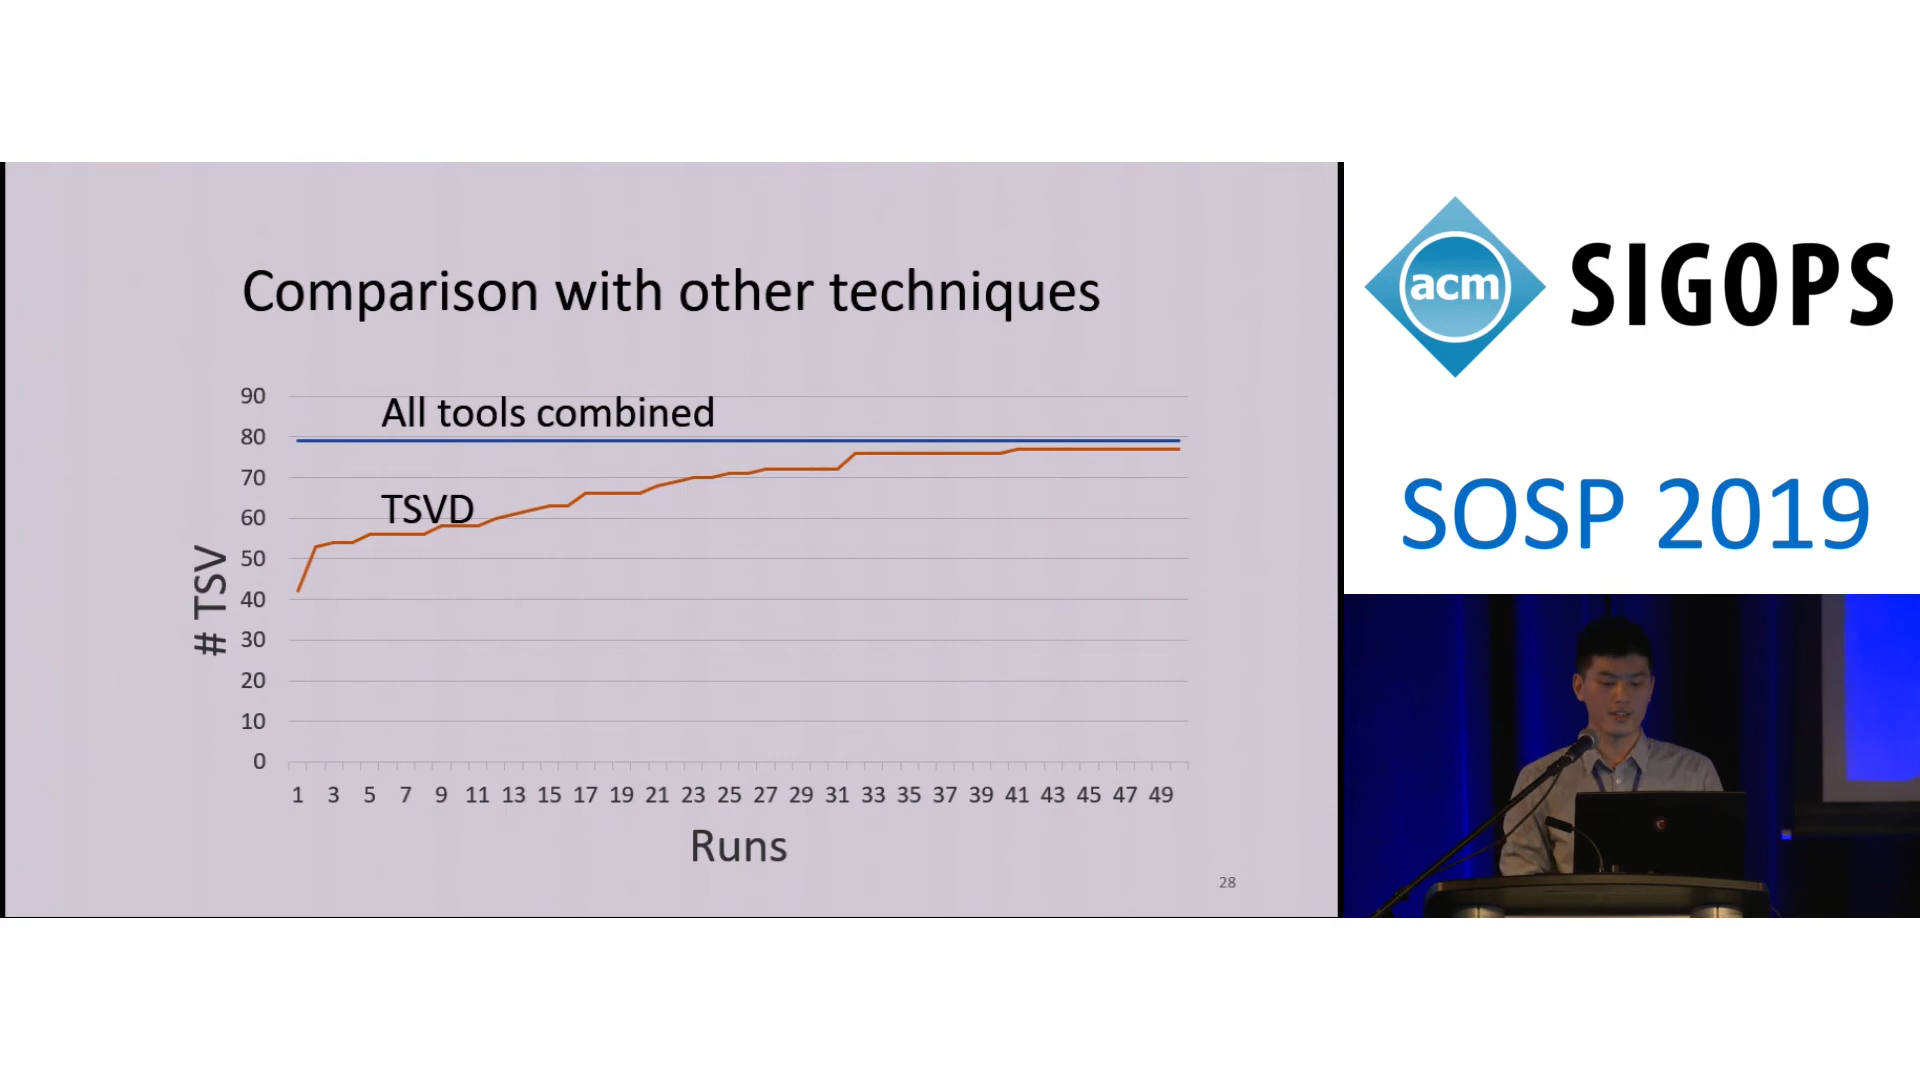 Comparison with other techniques
90
All tools combined
80
70
TSVD
60
50
40
30
20
10
0
# TSV
1 3 5 7 9 11 13 15 17 19 21 23 25 27 29 31 33 35 37 39 41 43 45 47 49
Runs
28
acm SIGOPS
SOSP 2019